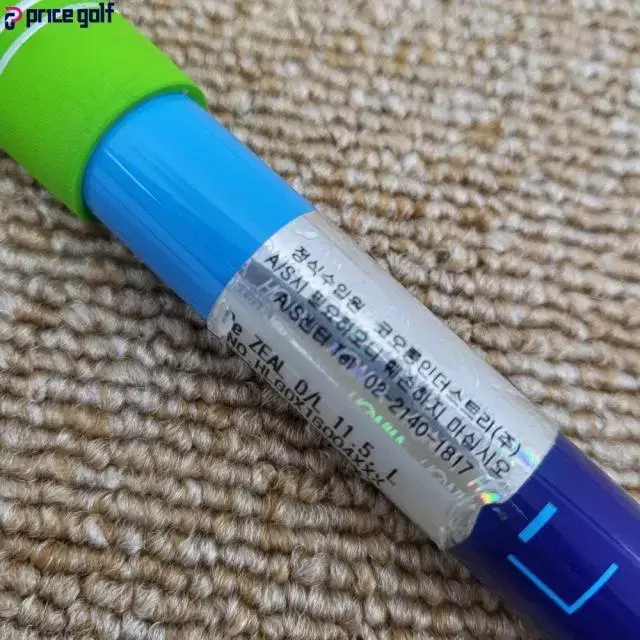 price golf
정식수입원 코오롱인더스트리(주)
A/S시 필요하오니 제거하지 마십시오
A/S센터 Tel 02-2140-1817
Be ZEAL D/L 11.5 L
No.